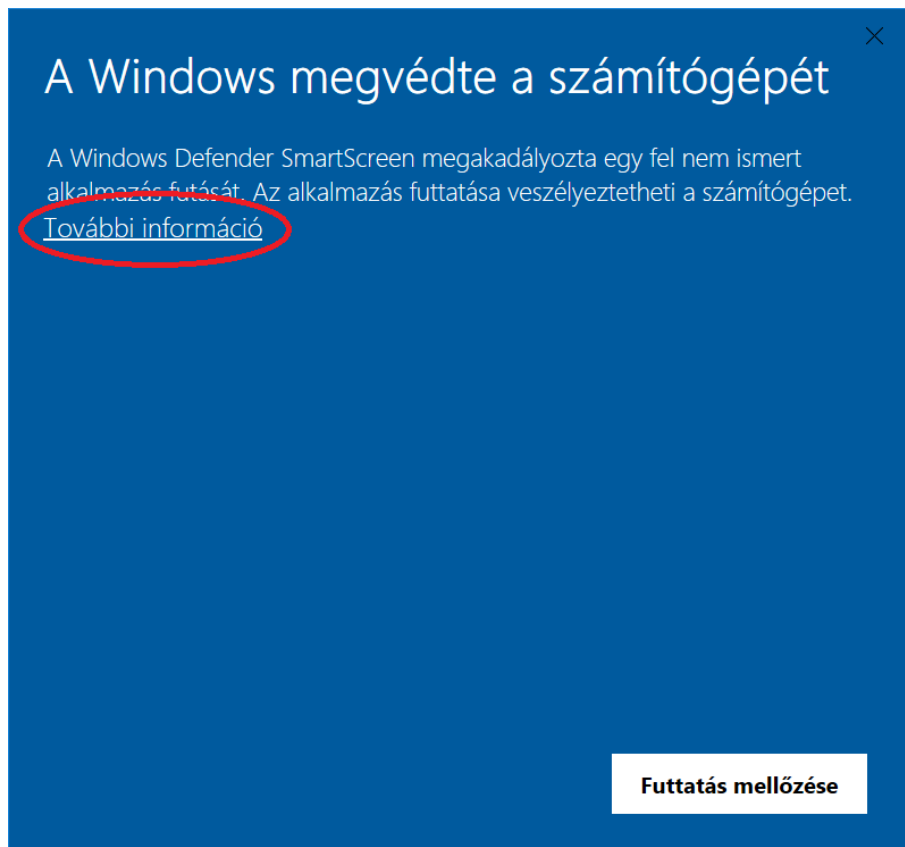 A Windows megvédte a számítógépét
A Windows Defender SmartScreen megakadályozta egy fel nem ismert
alkalmazás futását. Az alkalmazás futtatása veszélyeztetheti a számítógépet.
További információ
Futtatás mellőzése